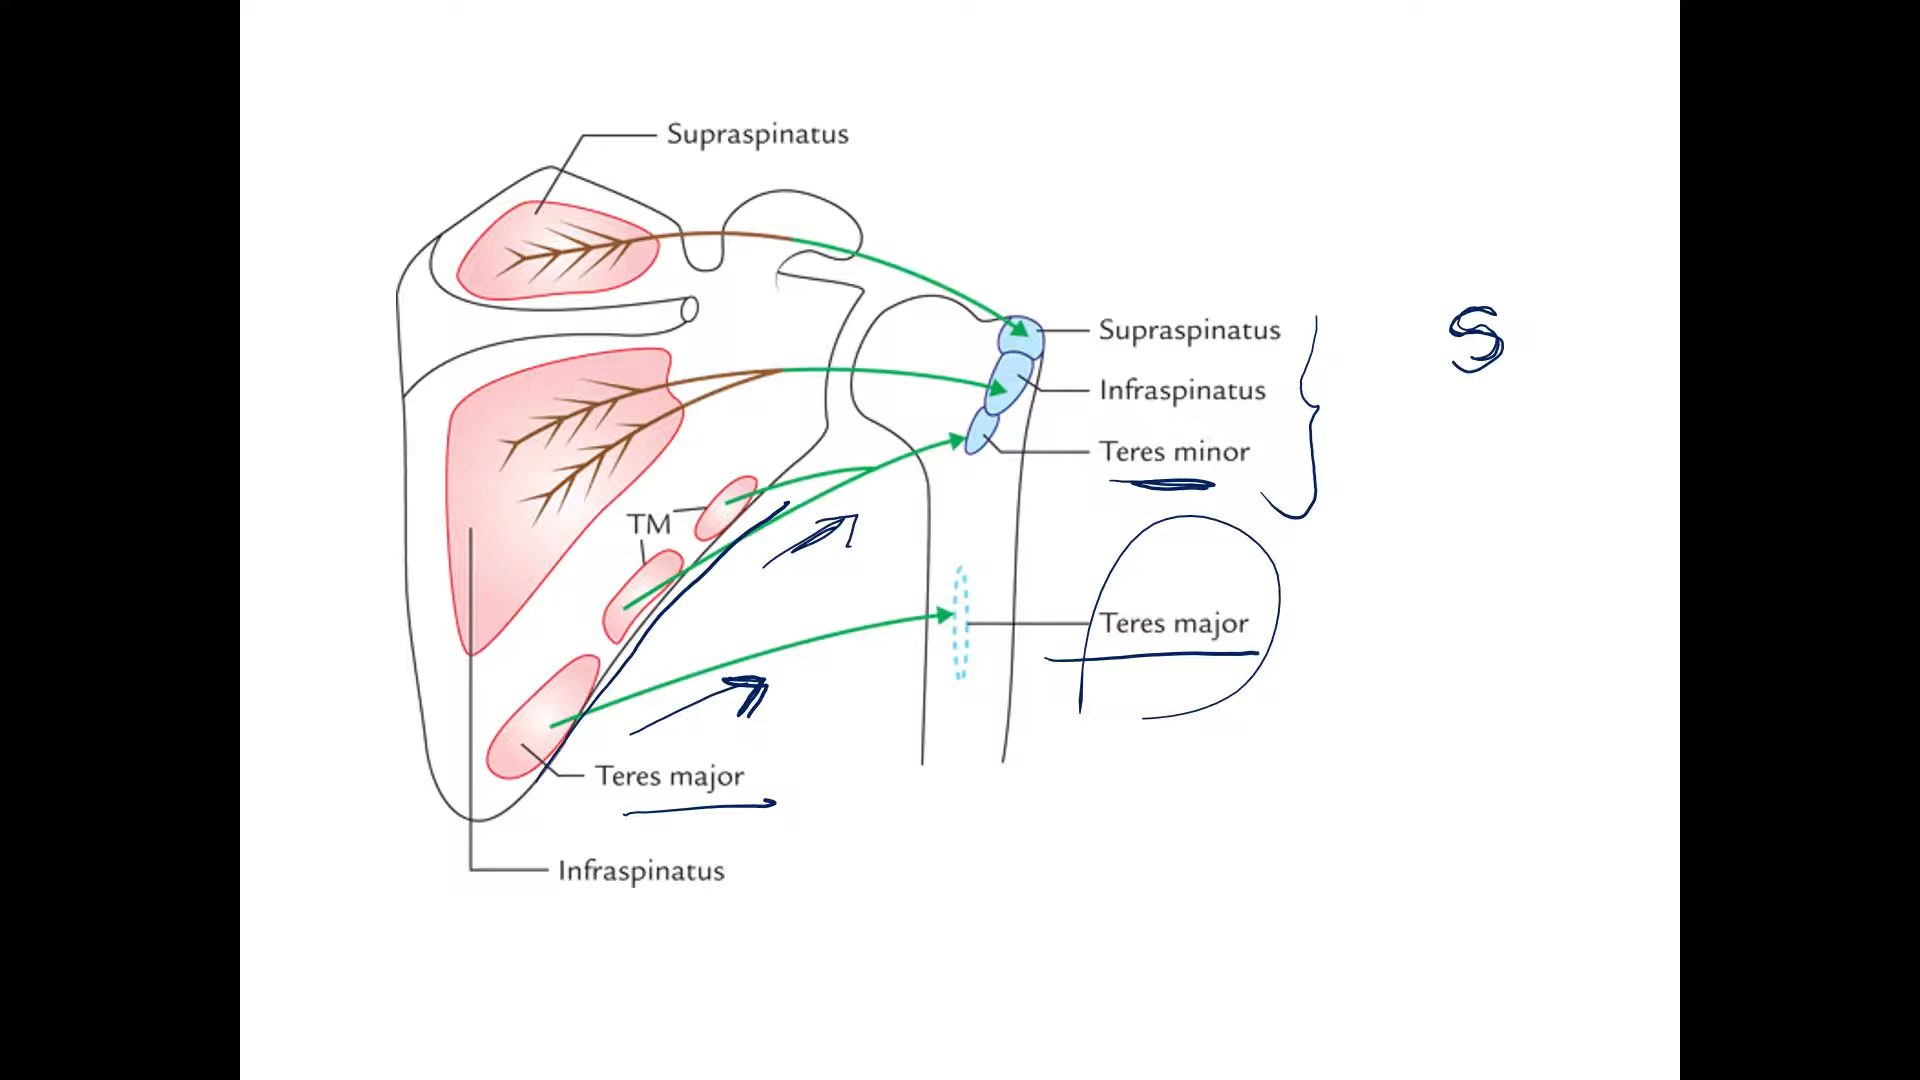 Supraspinatus
Supraspinatus
Infraspinatus
Teres minor
TM
Teres major
Teres major
Infraspinatus
S